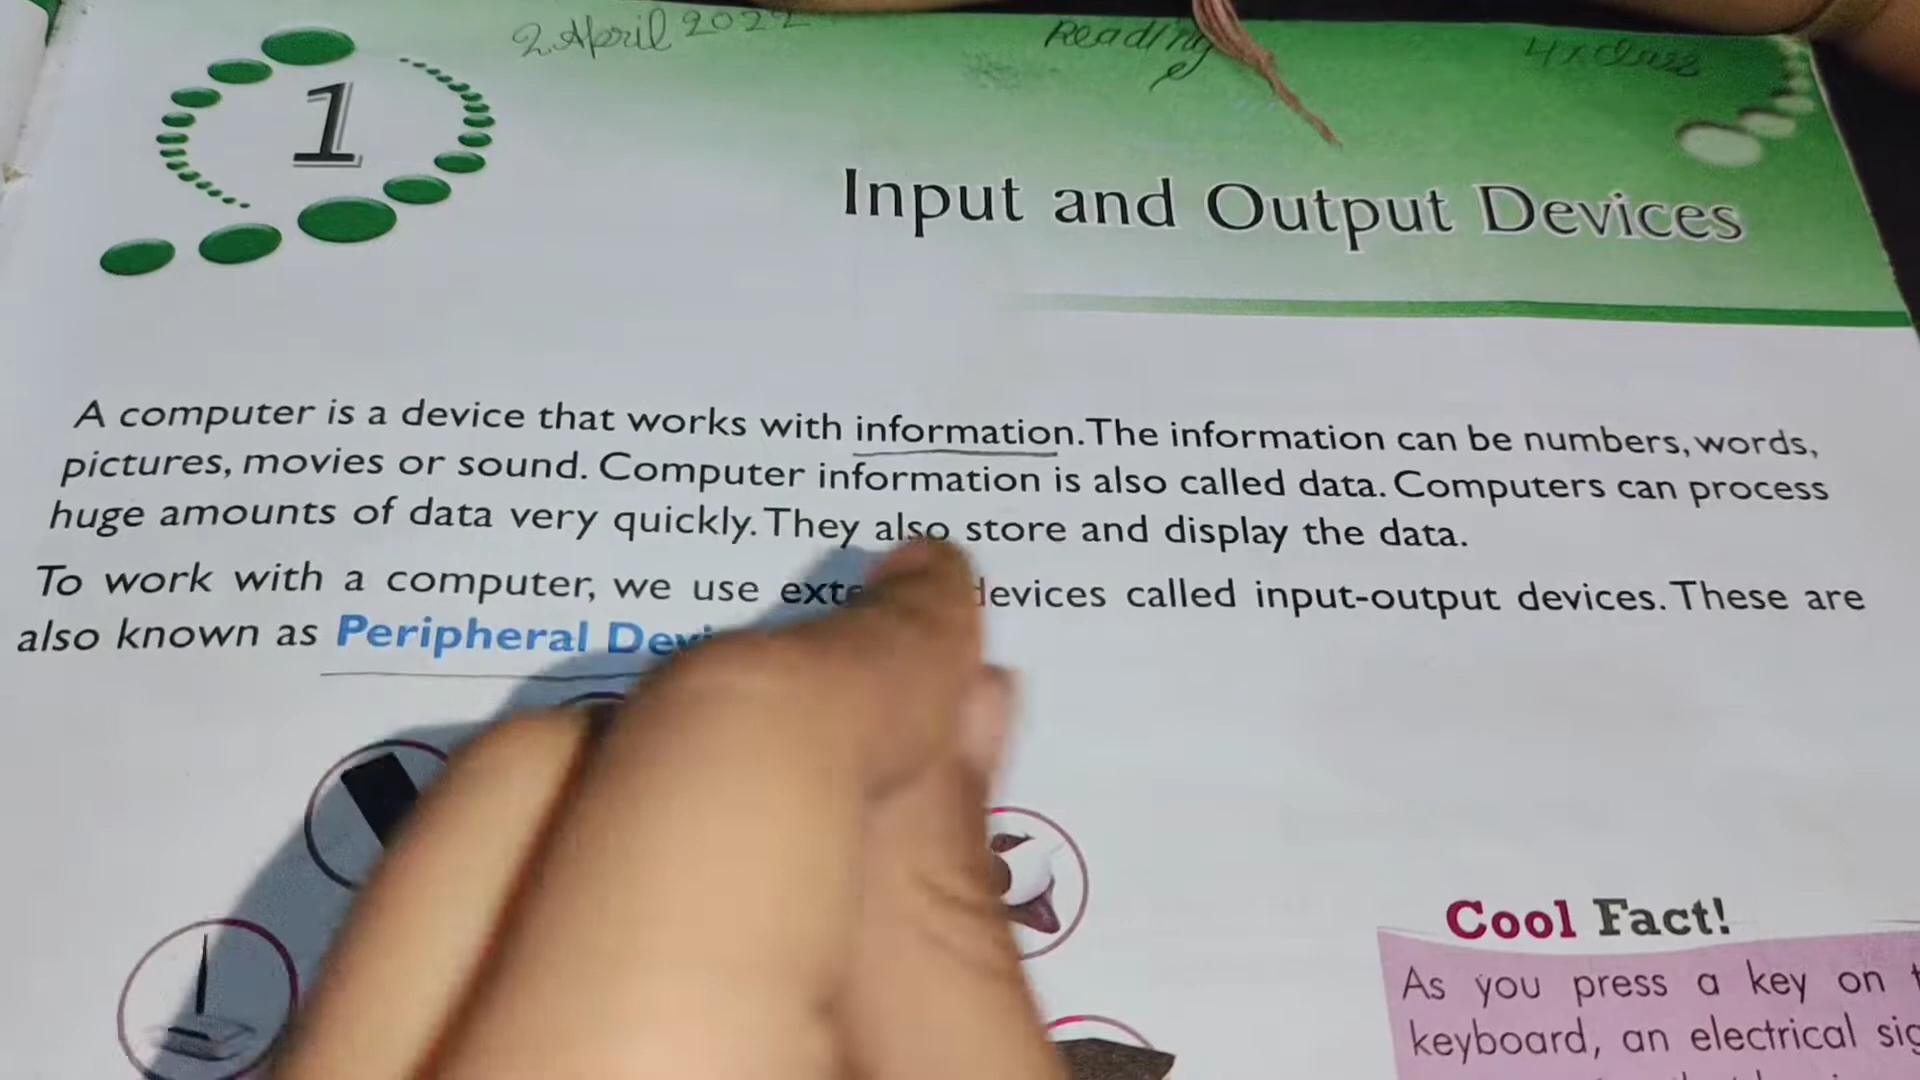 2 April 2022 Reading
1
Input and Output Devices
A computer is a device that works with information. The information can be numbers, words,
pictures, movies or sound. Computer information is also called data. Computers can process
huge amounts of data very quickly. They also store and display the data.
To work with a computer, we use devices called input-output devices. These are
also known as Peripheral
Cool Fact!
As you press a key on
keyboard, an electrical